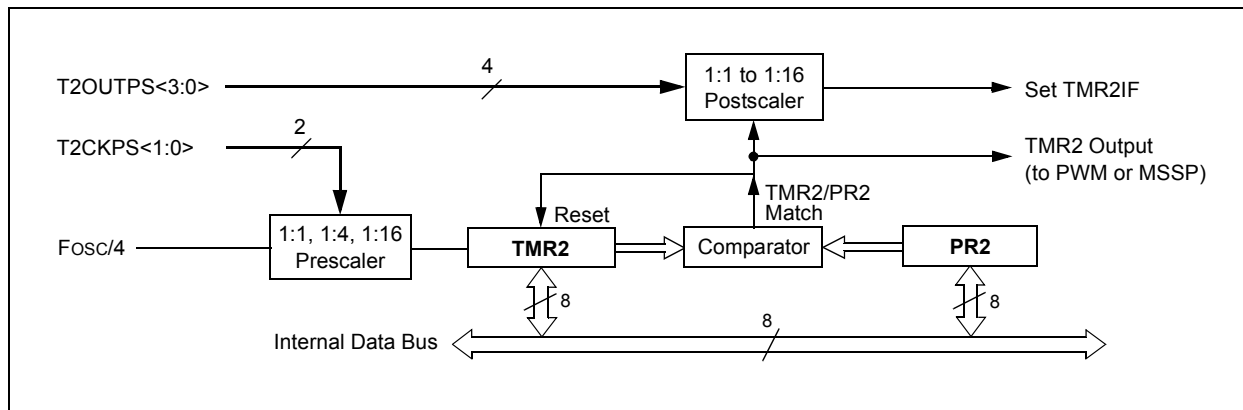 T2OUTPS<3:0>
4
1:1 to 1:16
Postscaler
Set TMR2IF
T2CKPS<1:0>
2
TMR2 Output
(to PWM or MSSP)
Reset
TMR2/PR2
Match
FOSC/4
1:1, 1:4, 1:16
Prescaler
TMR2
Comparator
PR2
8
8
Internal Data Bus
8